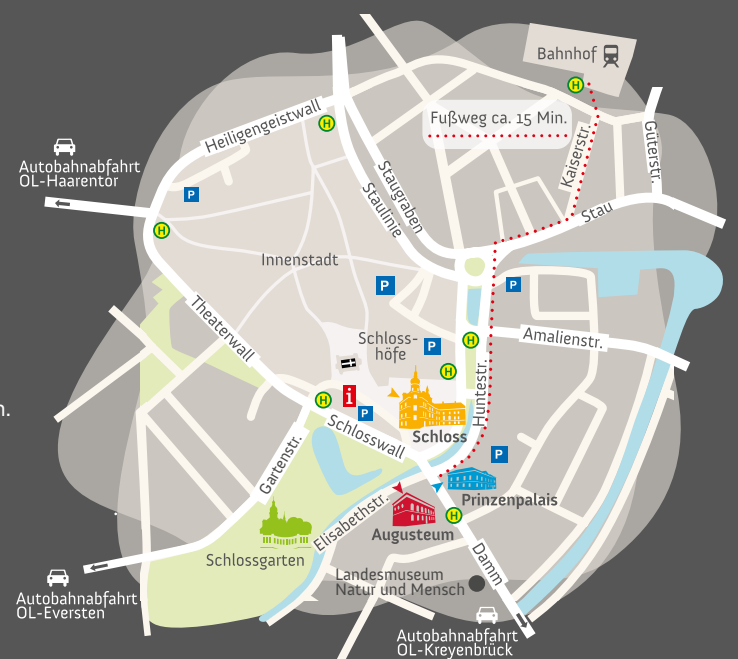 Bahnhof
H
Fußweg ca. 15 Min.
Heiligengeistwall
H
Kaiserstr.
Güterstr.
Autobahnabfahrt
OL-Haarentor
P
Staugraben
Staulinie
Stau
H
Innenstadt
P
P
Theaterwall
Schloss-
höfe
P
H
Amalienstr.
H
Huntestr.
i
H
P
n.
Schlosswall
Schloss
Gartenstr.
P
Prinzenpalais
Elisabethstr.
H
Augusteum
Schlossgarten
Damm
Landesmuseum
Natur und Mensch
Autobahnabfahrt
OL-Eversten
Autobahnabfahrt
OL-Kreyenbrück